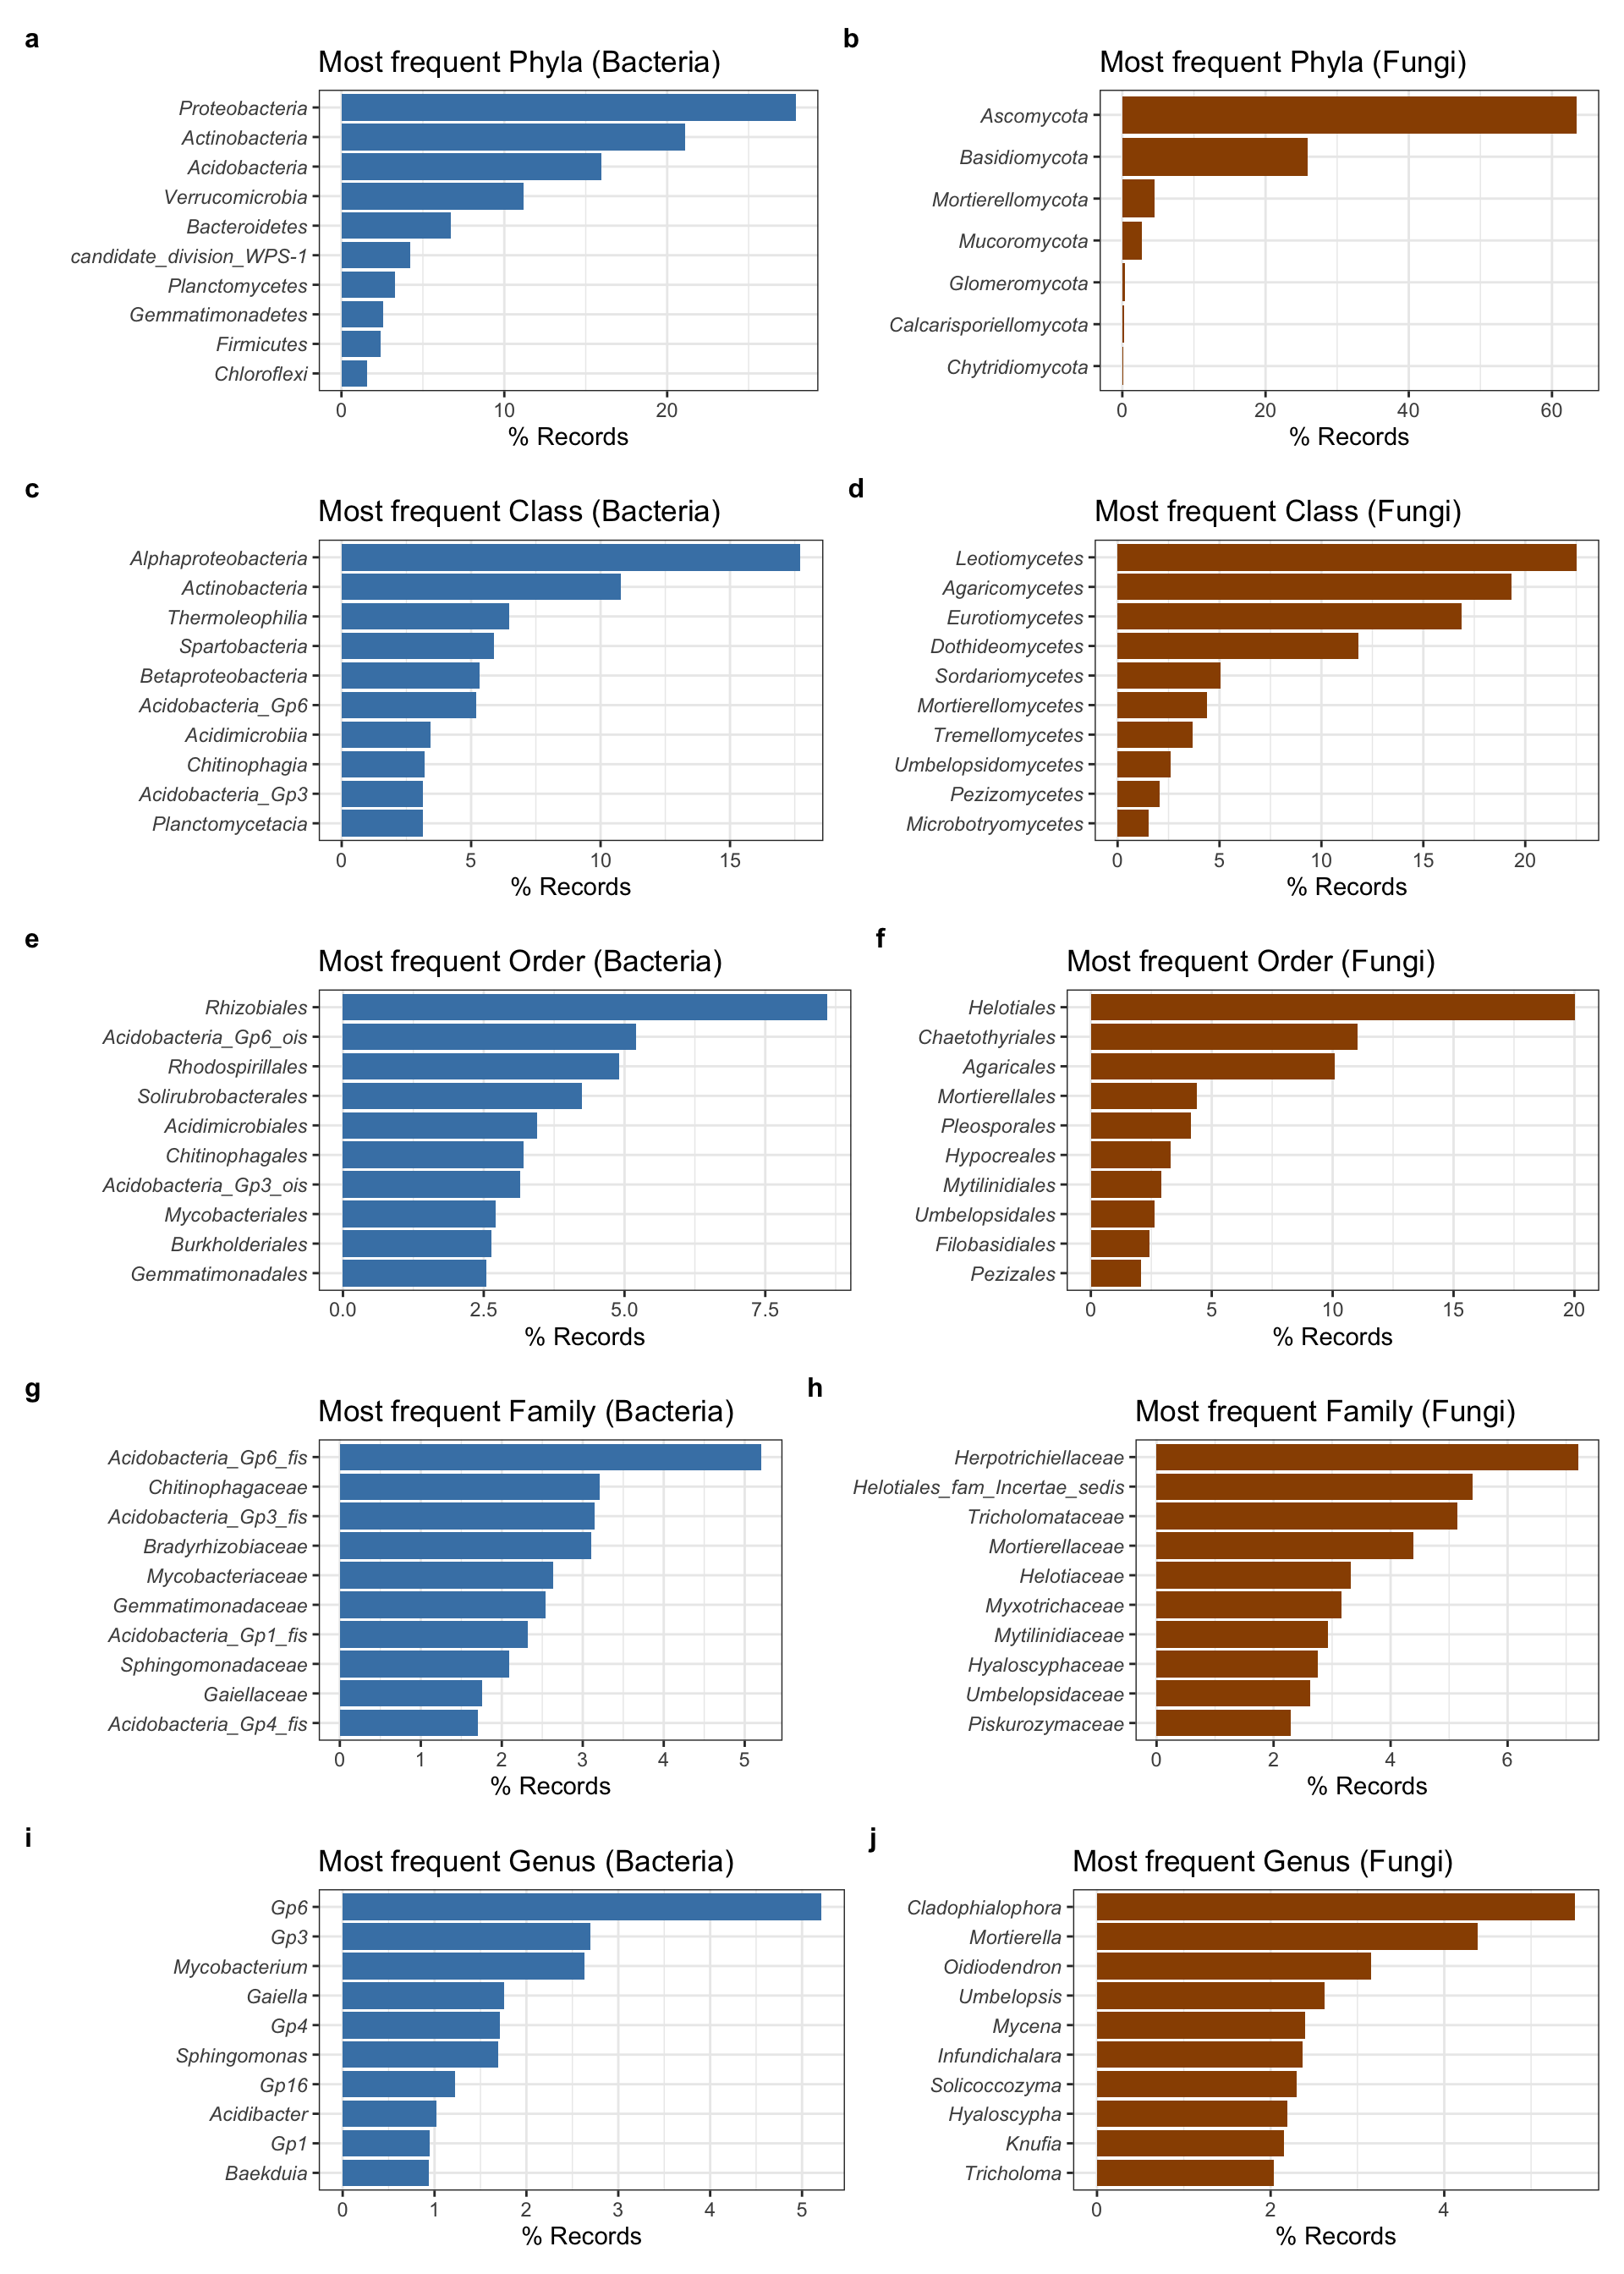 a
Most frequent Phyla (Bacteria)
Proteobacteria
Actinobacteria
Acidobacteria
Verrucomicrobia
Bacteroidetes
candidate_division_WPS-1
Planctomycetes
Gemmatimonadetes
Firmicutes
Chloroflexi
0 10 20
% Records
b
Most frequent Phyla (Fungi)
Ascomycota
Basidiomycota
Mortierellomycota
Mucoromycota
Glomeromycota
Calcarisporiellomycota
Chytridiomycota
0 20 40 60
% Records
c
Most frequent Class (Bacteria)
Alphaproteobacteria
Actinobacteria
Thermoleophilia
Spartobacteria
Betaproteobacteria
Acidobacteria_Gp6
Acidimicrobiia
Chitinophagia
Acidobacteria_Gp3
Planctomycetacia
0 5 10 15
% Records
d
Most frequent Class (Fungi)
Leotiomycetes
Agaricomycetes
Eurotiomycetes
Dothideomycetes
Sordariomycetes
Mortierellomycetes
Tremellomycetes
Umbelopsidomycetes
Pezizomycetes
Microbotryomycetes
0 5 10 15 20
% Records
e
Most frequent Order (Bacteria)
Rhizobiales
Acidobacteria_Gp6_ois
Rhodospirillales
Solirubrobacterales
Acidimicrobiales
Chitinophagales
Acidobacteria_Gp3_ois
Mycobacteriales
Burkholderiales
Gemmatimonadales
0.0 2.5 5.0 7.5
% Records
f
Most frequent Order (Fungi)
Helotiales
Chaetothyriales
Agaricales
Mortierellales
Pleosporales
Hypocreales
Mytilinidiales
Umbelopsidales
Filobasidiales
Pezizales
0 5 10 15 20
% Records
g
Most frequent Family (Bacteria)
Acidobacteria_Gp6_fis
Chitinophagaceae
Acidobacteria_Gp3_fis
Bradyrhizobiaceae
Mycobacteriaceae
Gemmatimonadaceae
Acidobacteria_Gp1_fis
Sphingomonadaceae
Gaiellaceae
Acidobacteria_Gp4_fis
0 1 2 3 4 5
% Records
h
Most frequent Family (Fungi)
Herpotrichiellaceae
Helotiales_fam_Incertae_sedis
Tricholomataceae
Mortierellaceae
Helotiaceae
Myxotrichaceae
Mytilinidiaceae
Hyaloscyphaceae
Umbelopsidaceae
Piskurozymaceae
0 2 4 6
% Records
i
Most frequent Genus (Bacteria)
Gp6
Gp3
Mycobacterium
Gaiella
Gp4
Sphingomonas
Gp16
Acidibacter
Gp1
Baekduia
0 1 2 3 4 5
% Records
j
Most frequent Genus (Fungi)
Cladophialophora
Mortierella
Oidiodendron
Umbelopsis
Mycena
Infundichalara
Solicoccozyma
Hyaloscypha
Knufia
Tricholoma
0 2 4
% Records